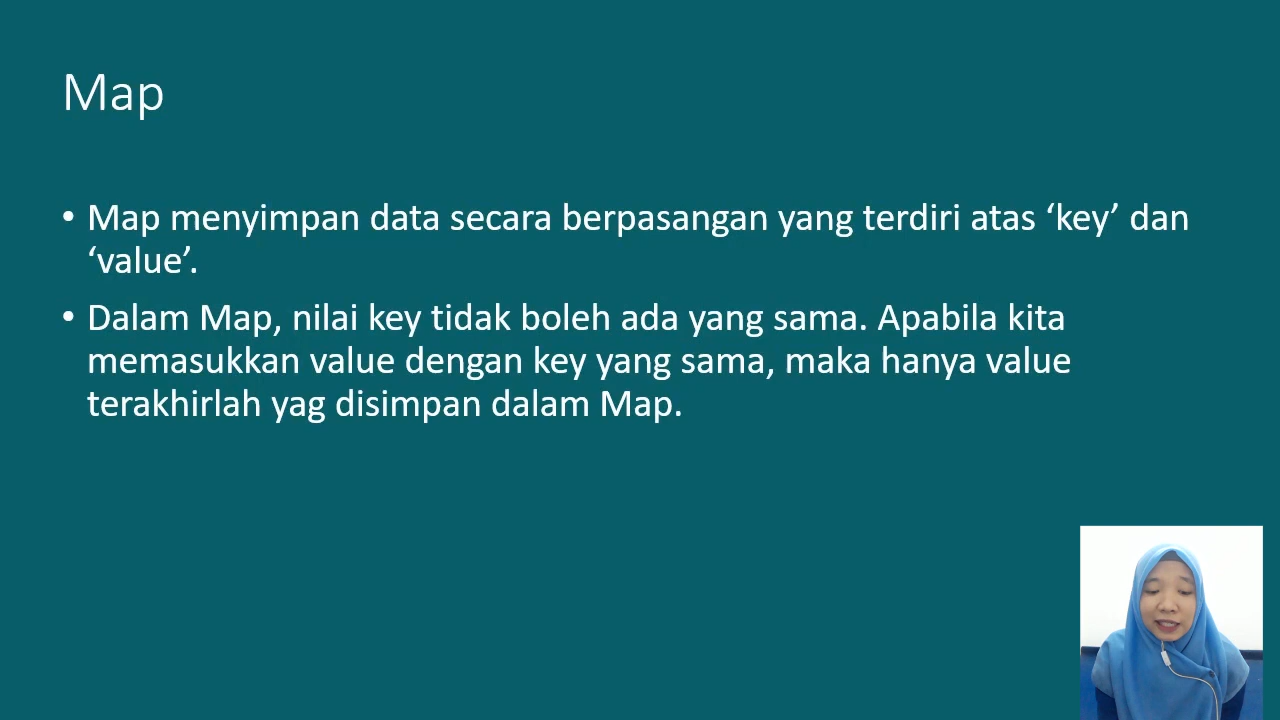 Map
• Map menyimpan data secara berpasangan yang terdiri atas ‘key’ dan
‘value’.
• Dalam Map, nilai key tidak boleh ada yang sama. Apabila kita
memasukkan value dengan key yang sama, maka hanya value
terakhirlah yag disimpan dalam Map.